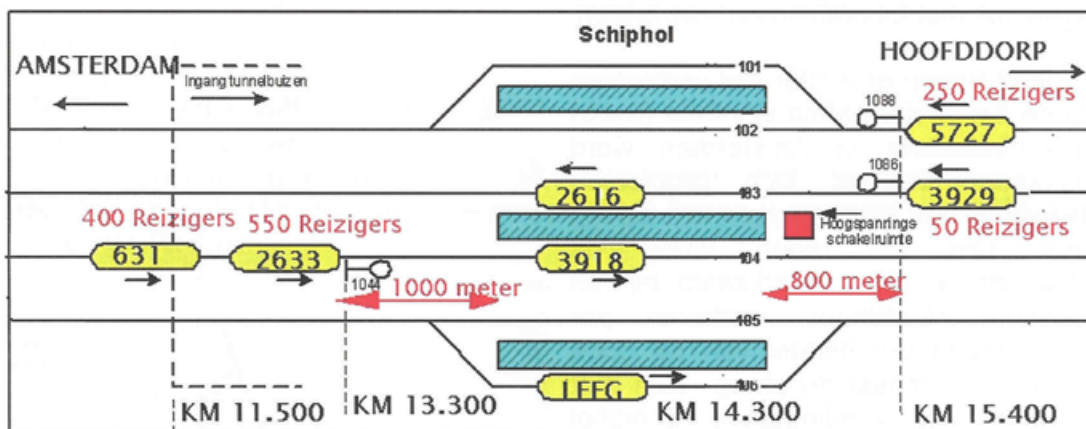 Schiphol
AMSTERDAM
HOOFDDORP
Ingang tunnelbuizen
101
1088
250 Reizigers
5727
102
1086
2616
103
3929
400 Reizigers
550 Reizigers
Hoogspanrings-
schakelruimte
50 Reizigers
631
2633
3918
104
1044
1000 meter
800 meter
105
LEEG
106
KM 11.500
KM 13.300
KM 14.300
KM 15.400